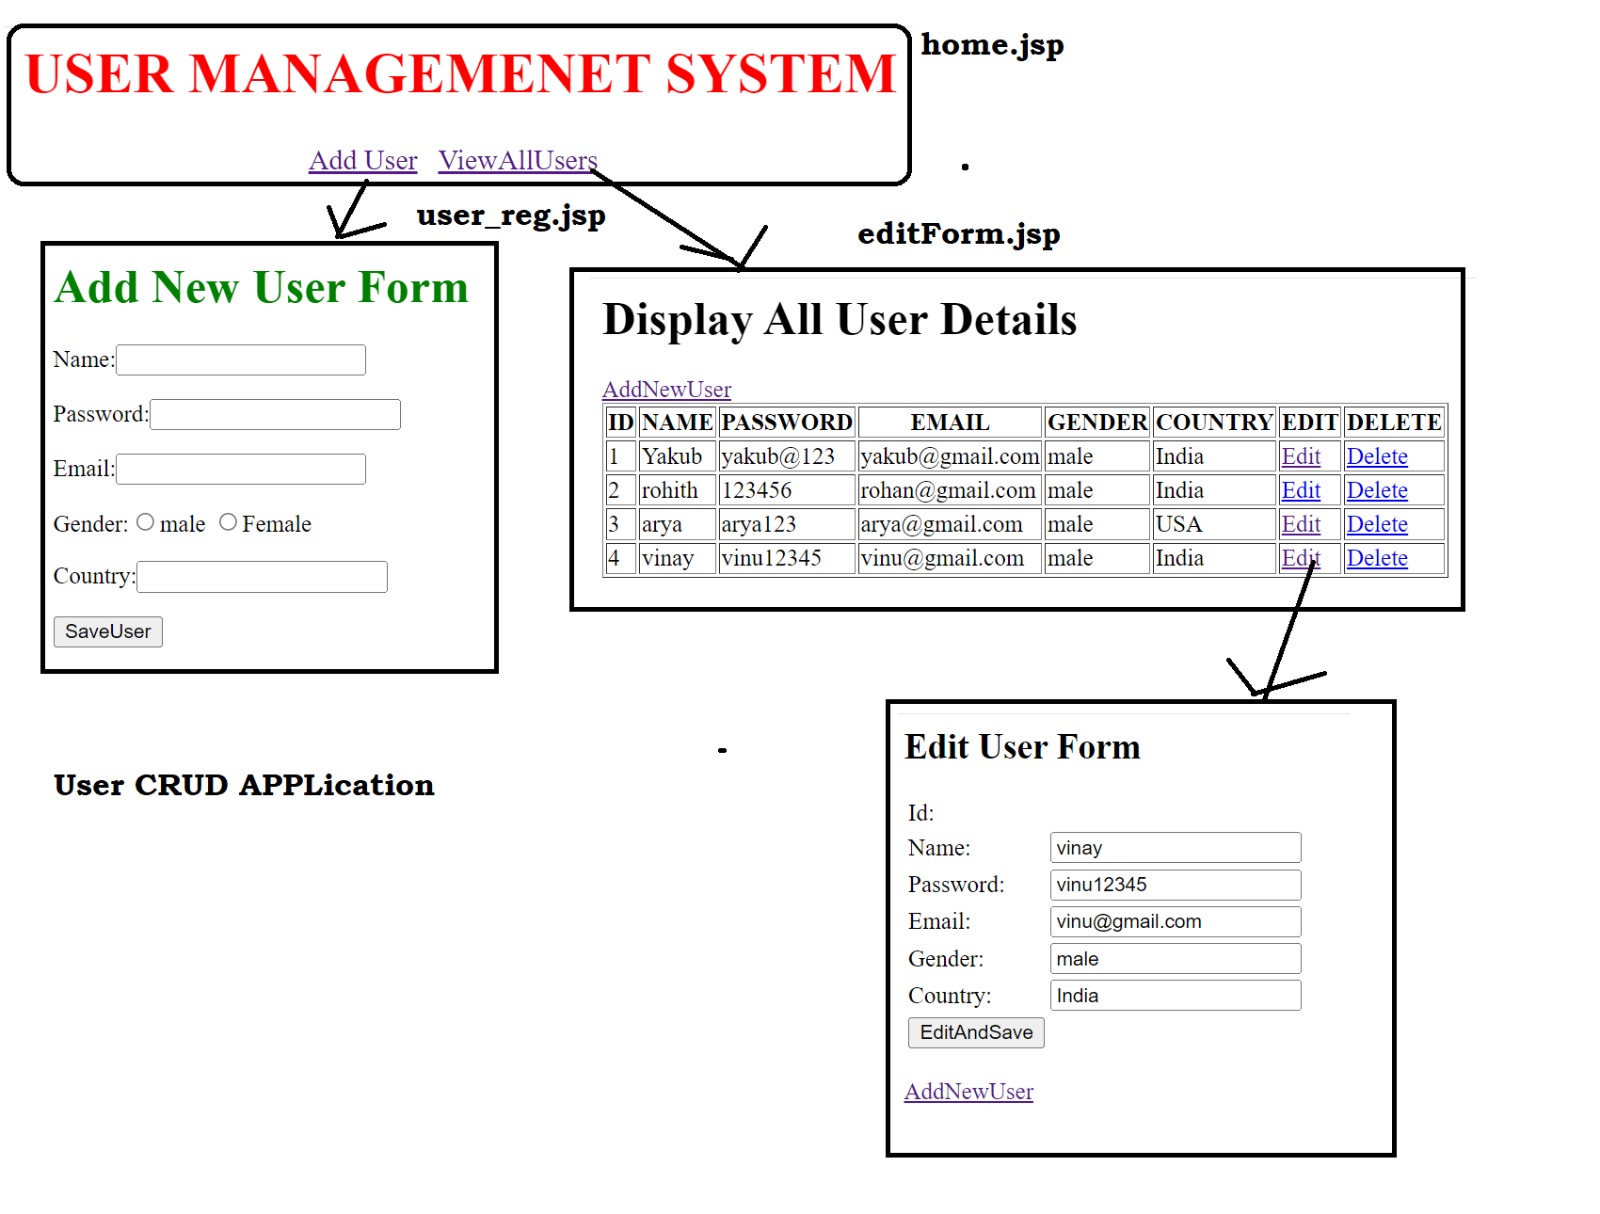 USER MANAGEMENET SYSTEM
home.jsp
Add User ViewAllUsers
user_reg.jsp
editForm.jsp
Add New User Form
Name:
Password:
Email:
Gender: male Female
Country:
SaveUser
Display All User Details
AddNewUser
ID NAME PASSWORD EMAIL GENDER COUNTRY EDIT DELETE
1 Yakub yakub@123 yakub@gmail.com male India Edit Delete
2 rohith 123456 rohan@gmail.com male India Edit Delete
3 arya arya123 arya@gmail.com male USA Edit Delete
4 vinay vinu12345 vinu@gmail.com male India Edit Delete
User CRUD APPLication
Edit User Form
Id:
Name: vinay
Password: vinu12345
Email: vinu@gmail.com
Gender: male
Country: India
EditAndSave
AddNewUser